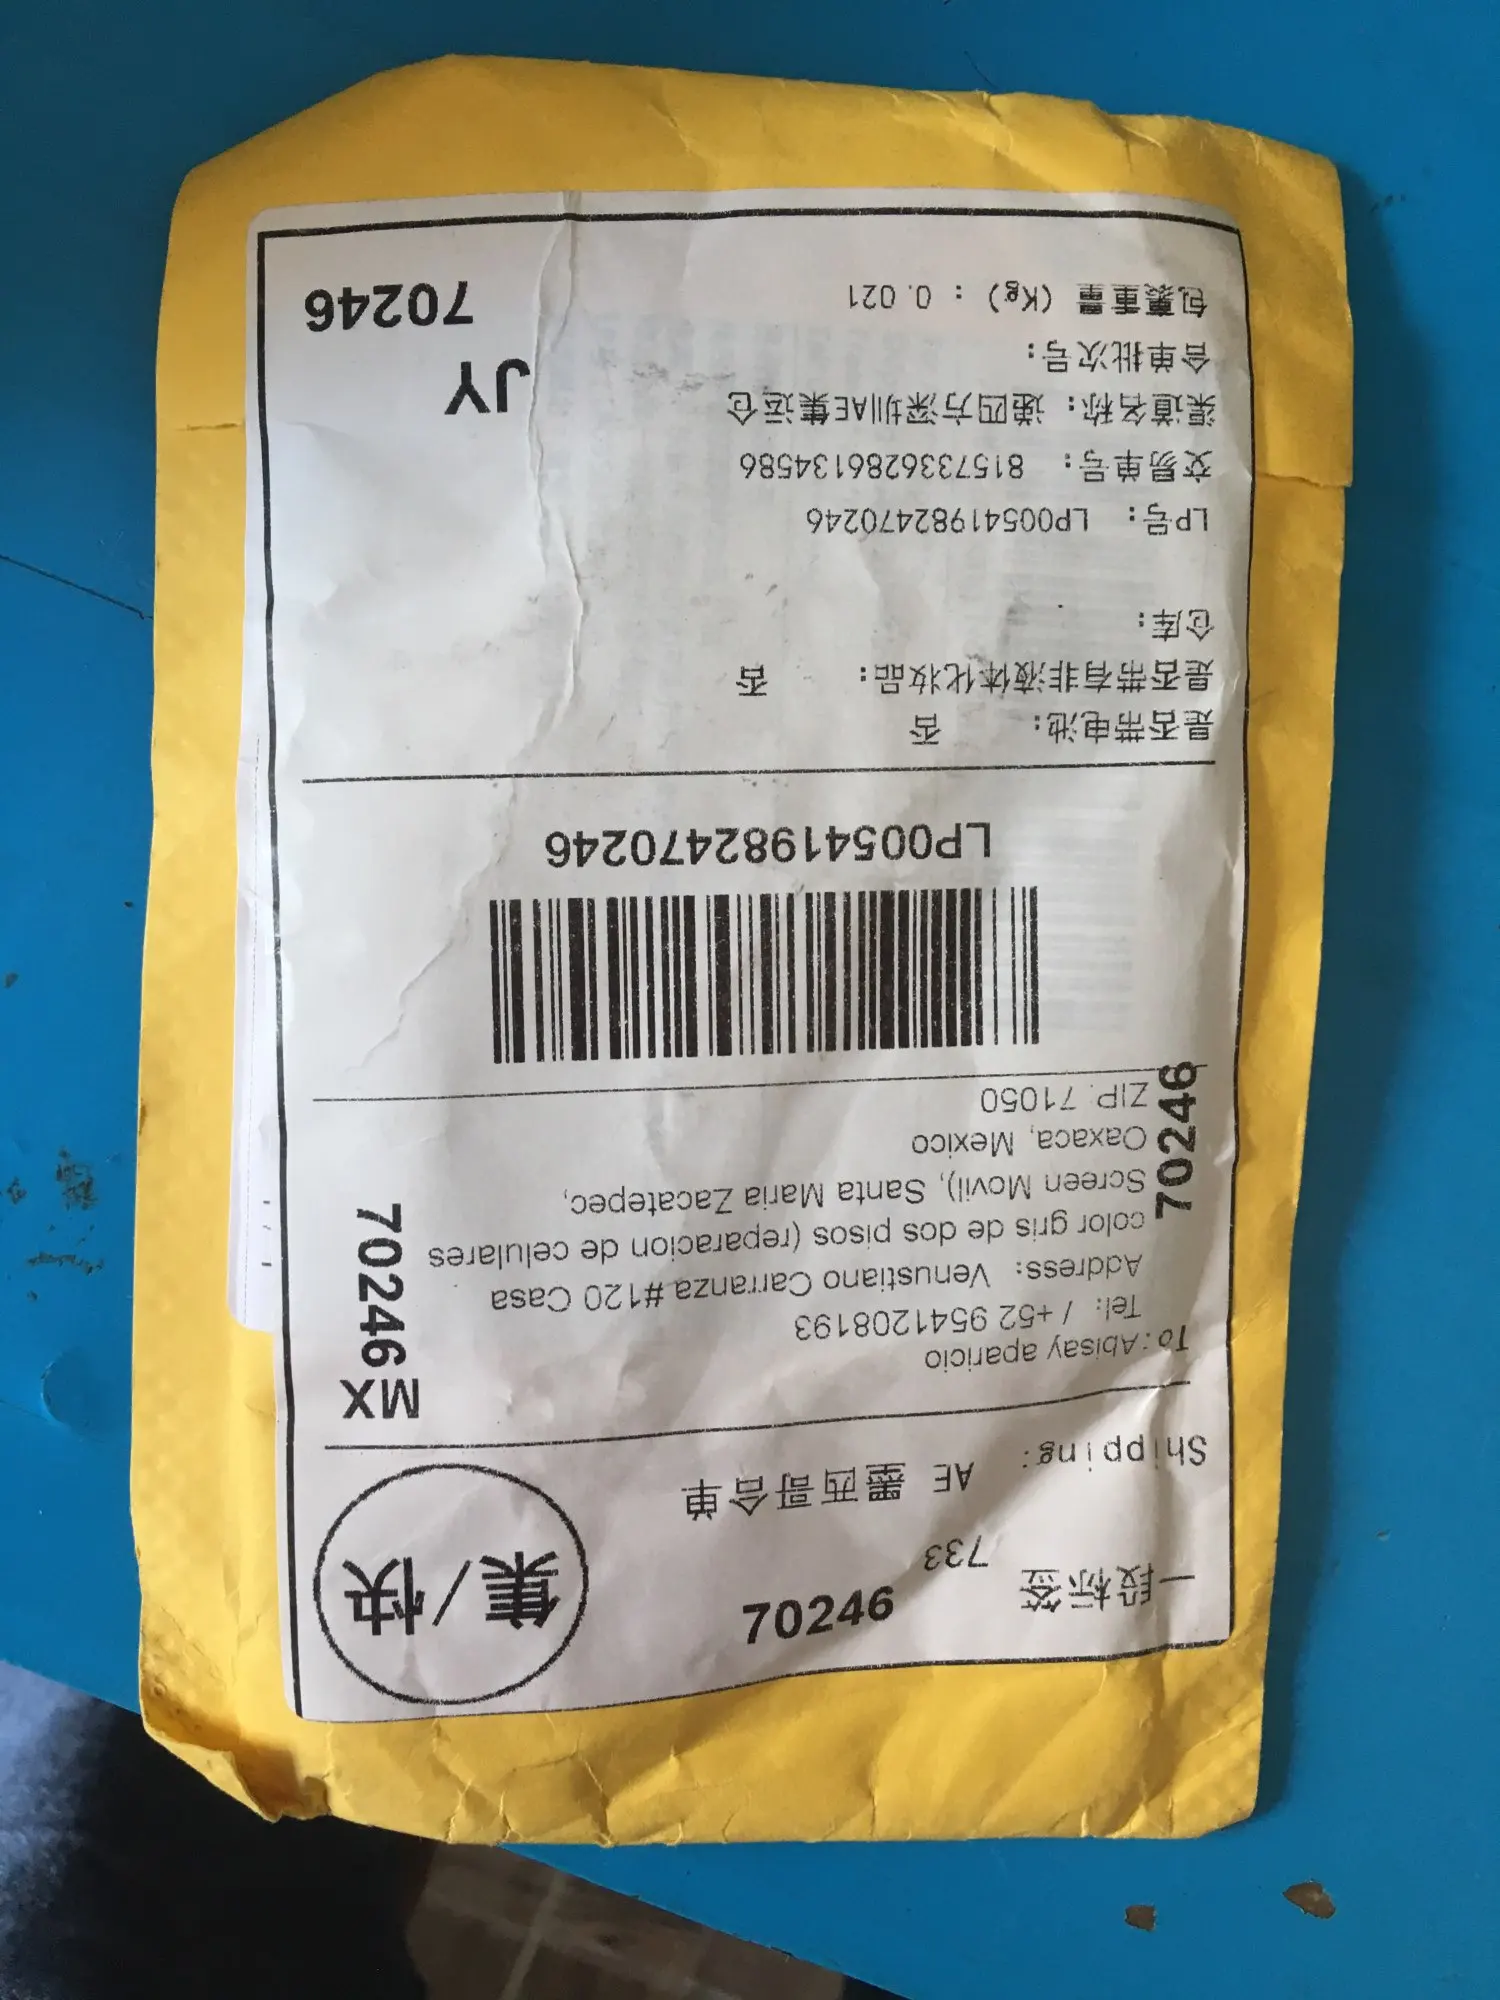 一段标签
733
70246
集/快
Shipping: AE 墨西哥合单
To:Abisay aparicio
Tel: / +52 9541208193
Address: Venustiano Carranza #120 Casa
color gris de dos pisos (reparacion de celulares
Screen Movil), Santa Maria Zacatepec,
Oaxaca, Mexico
ZIP: 71050
70246
70246 MX
LP00541982470246
是否带电池: 否
是否带有非液体化妆品: 否
仓库:
LP号: LP00541982470246
交易单号: 8157336286134586
渠道名称: 递四方深圳AE集运仓
合单批次号:
包裹重量 (Kg) : 0.021
JY
70246